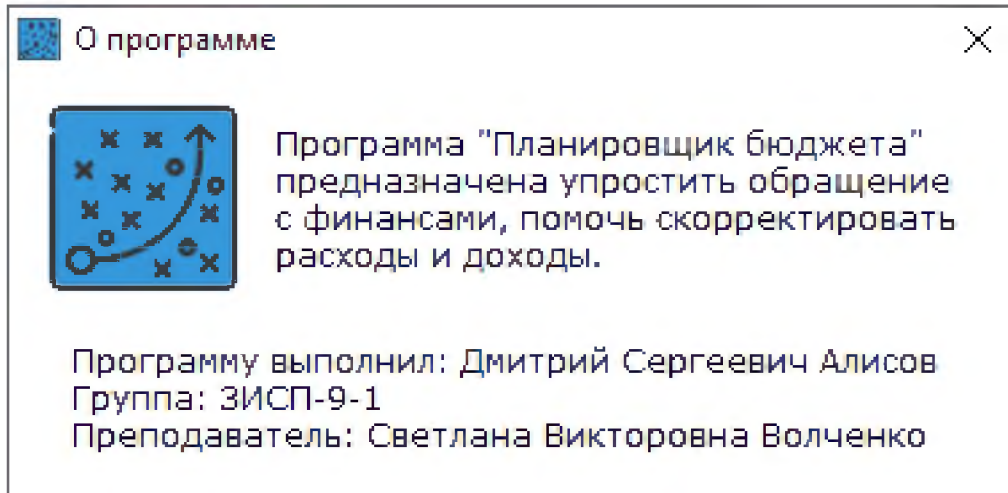 О программе
Программа "Планировщик бюджета"
предназначена упростить обращение
с финансами, помочь скорректировать
расходы и доходы.
Программу выполнил: Дмитрий Сергеевич Алисов
Группа: 3ИСП-9-1
Преподаватель: Светлана Викторовна Волченко